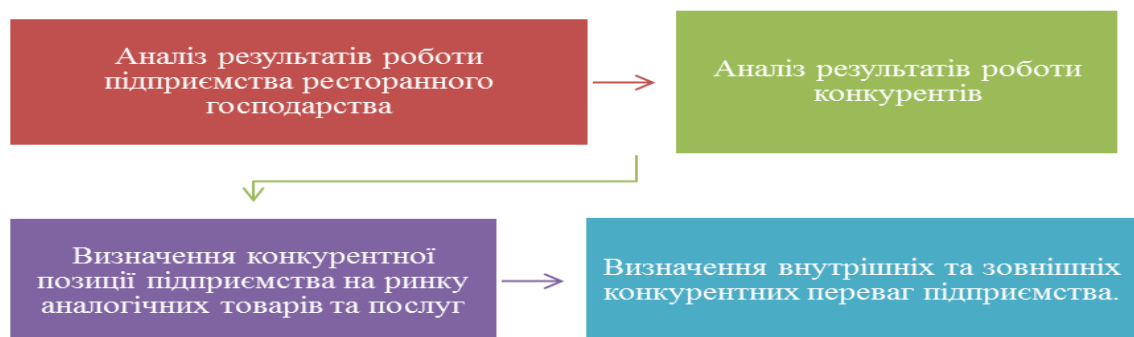 Аналіз результатів роботи
підприємства ресторанного
господарства
Аналіз результатів роботи
конкурентів
Визначення конкурентної
позиції підприємства на ринку
аналогічних товарів та послуг
Визначення внутрішніх та зовнішніх
конкурентних переваг підприємства.